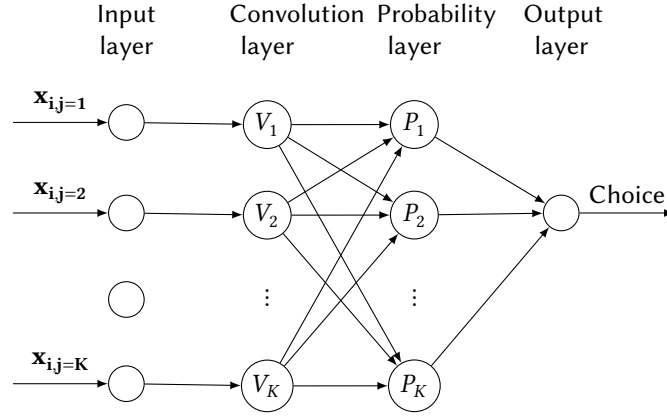 Input layer
Convolution layer
Probability layer
Output layer
x_{i,j=1}
V_1
P_1
x_{i,j=2}
V_2
P_2
Choice
⋮
⋮
x_{i,j=K}
V_K
P_K